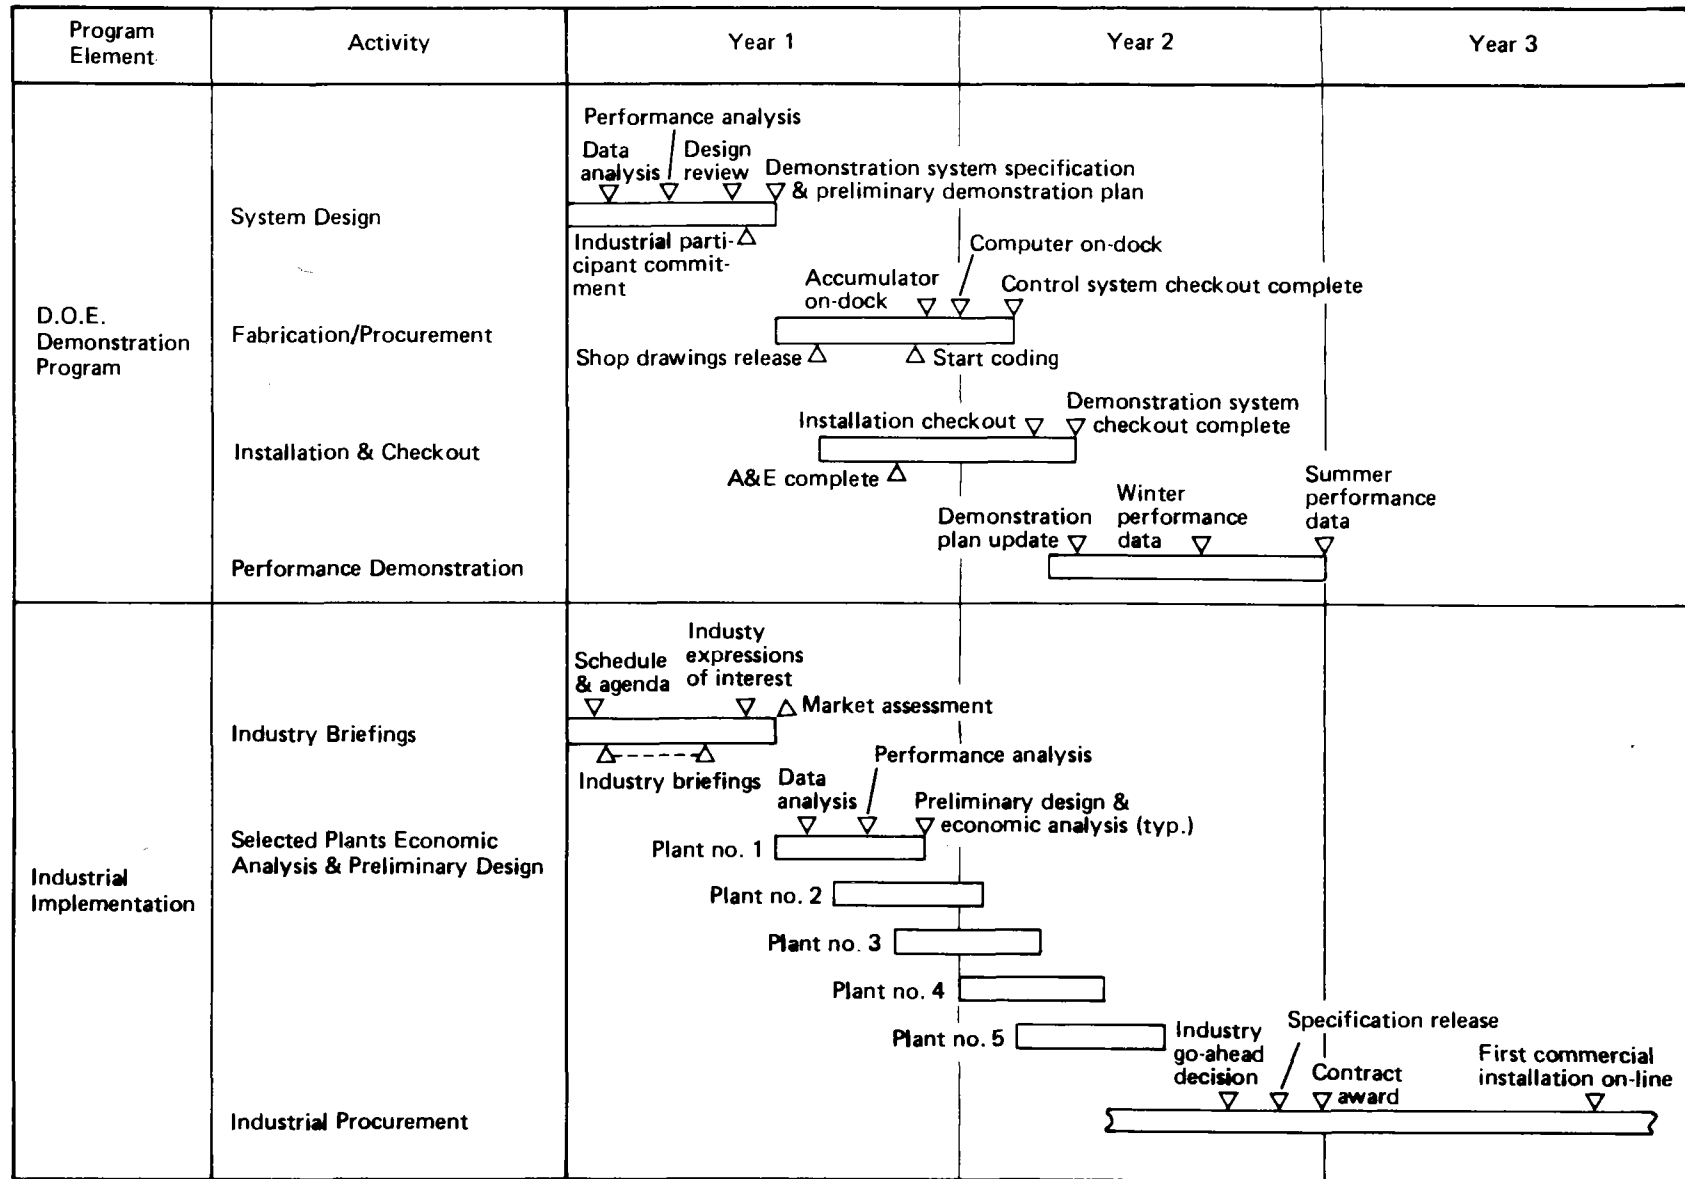 Program
Element
Activity
Year 1
Year 2
Year 3
D.O.E.
Demonstration
Program
System Design
Performance analysis
Data
analysis
Design
review
Demonstration system specification
& preliminary demonstration plan
Industrial parti-
cipant commit-
ment
Fabrication/Procurement
Computer on-dock
Accumulator
on-dock
Control system checkout complete
Shop drawings release
Start coding
Installation & Checkout
Installation checkout
Demonstration system
checkout complete
A&E complete
Performance Demonstration
Demonstration
plan update
Winter
performance
data
Summer
performance
data
Industrial
Implementation
Industry Briefings
Schedule
& agenda
Industy
expressions
of interest
Market assessment
Industry briefings
Selected Plants Economic
Analysis & Preliminary Design
Data
analysis
Performance analysis
Preliminary design &
economic analysis (typ.)
Plant no. 1
Plant no. 2
Plant no. 3
Plant no. 4
Plant no. 5
Industrial Procurement
Industry
go-ahead
decision
Specification release
Contract
award
First commercial
installation on-line